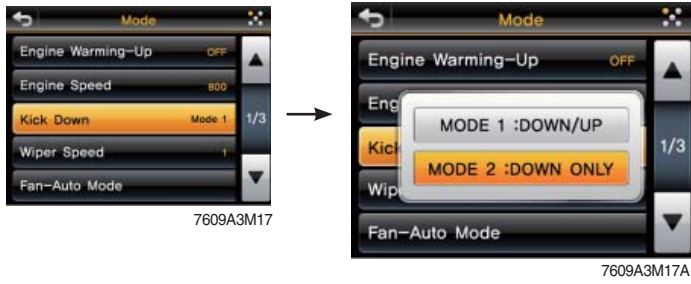 Mode
Engine Warming-Up OFF
Engine Speed 800
Kick Down Mode 1
1/3
Wiper Speed 1
Fan-Auto Mode
7609A3M17
Mode
Engine Warming-Up OFF
Eng
MODE 1 :DOWN/UP
Kick
1/3
MODE 2 :DOWN ONLY
Wip
Fan-Auto Mode
7609A3M17A